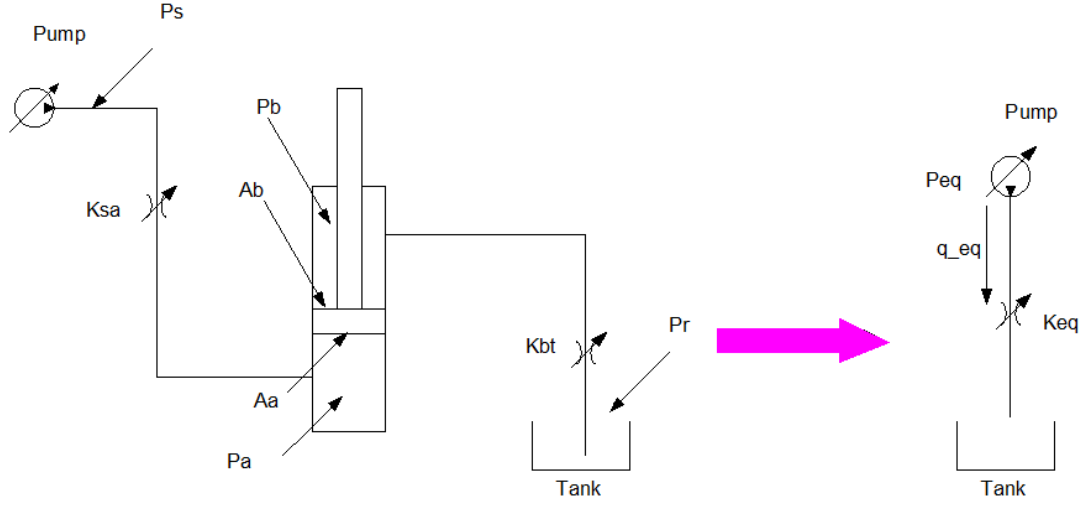 Ps
Pump
Pb
Ab
Ksa
Aa
Pa
Kbt
Pr
Tank
Pump
Peq
q_eq
Keq
Tank